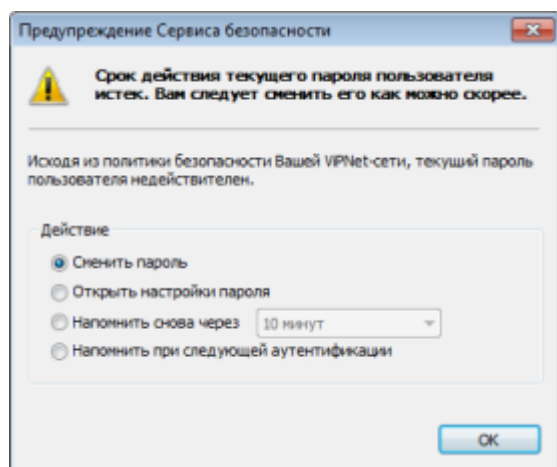 Предупреждение Сервиса безопасности
Срок действия текущего пароля пользователя
истек. Вам следует сменить его как можно скорее.
Исходя из политики безопасности Вашей ViPNet-сети, текущий пароль
пользователя недействителен.
Действие
Сменить пароль
Открыть настройки пароля
Напомнить снова через 10 минут
Напомнить при следующей аутентификации
OK